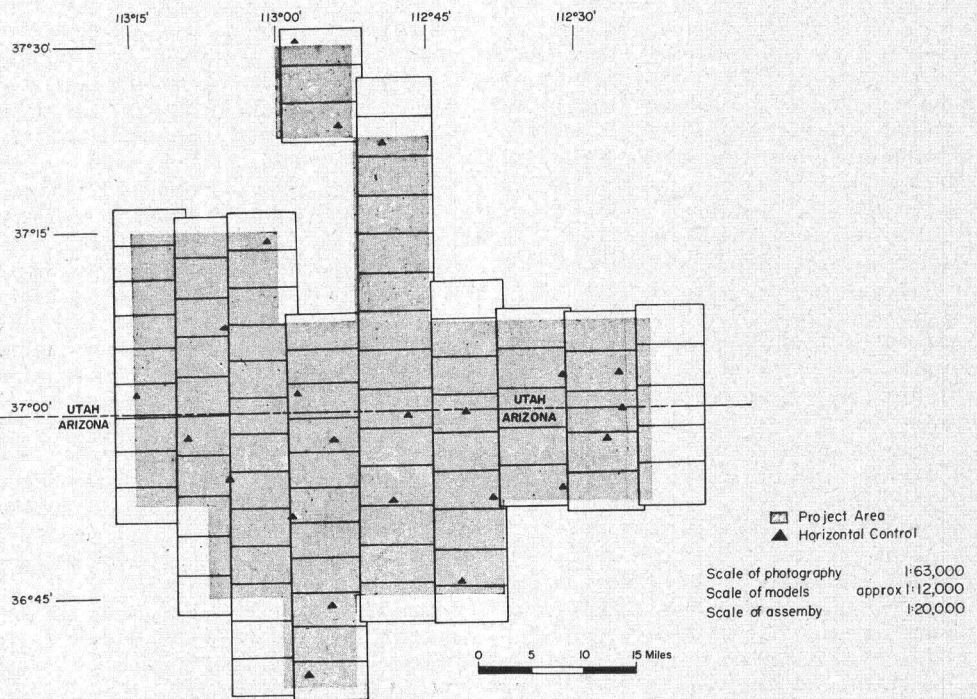 113°15' 113°00' 112°45' 112°30'
37°30'
37°15'
37°00'
UTAH
ARIZONA
UTAH
ARIZONA
36°45'
Project Area
Horizontal Control
Scale of photography 1:63,000
Scale of models approx 1:12,000
Scale of assemby 1:20,000
0 5 10 15 Miles